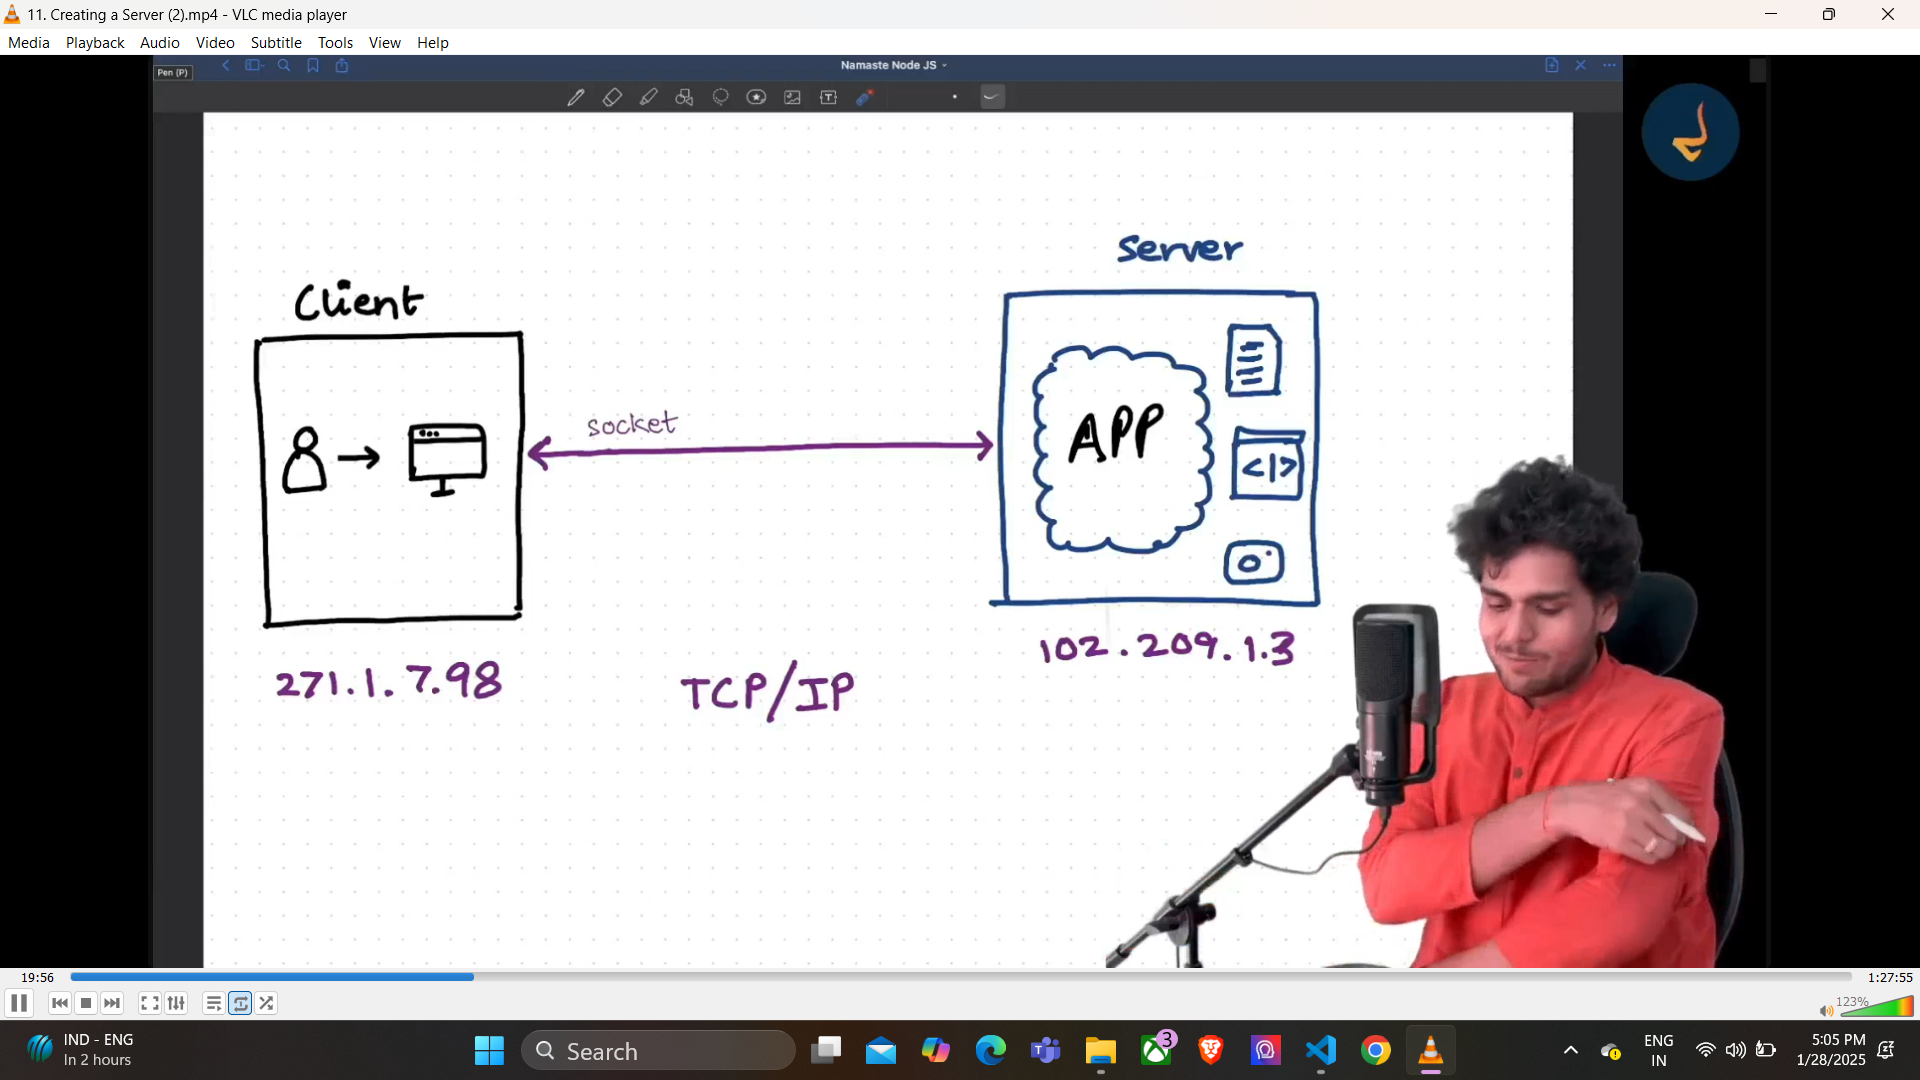 11. Creating a Server (2).mp4 - VLC media player
Media Playback Audio Video Subtitle Tools View Help
Pen (P)
Namaste Node JS
Server
Client
APP
socket
</>
102.209.1.3
271.1.7.98
TCP/IP
19:56
1:27:55
123%
IND - ENG
In 2 hours
Search
3
ENG
IN
5:05 PM
1/28/2025